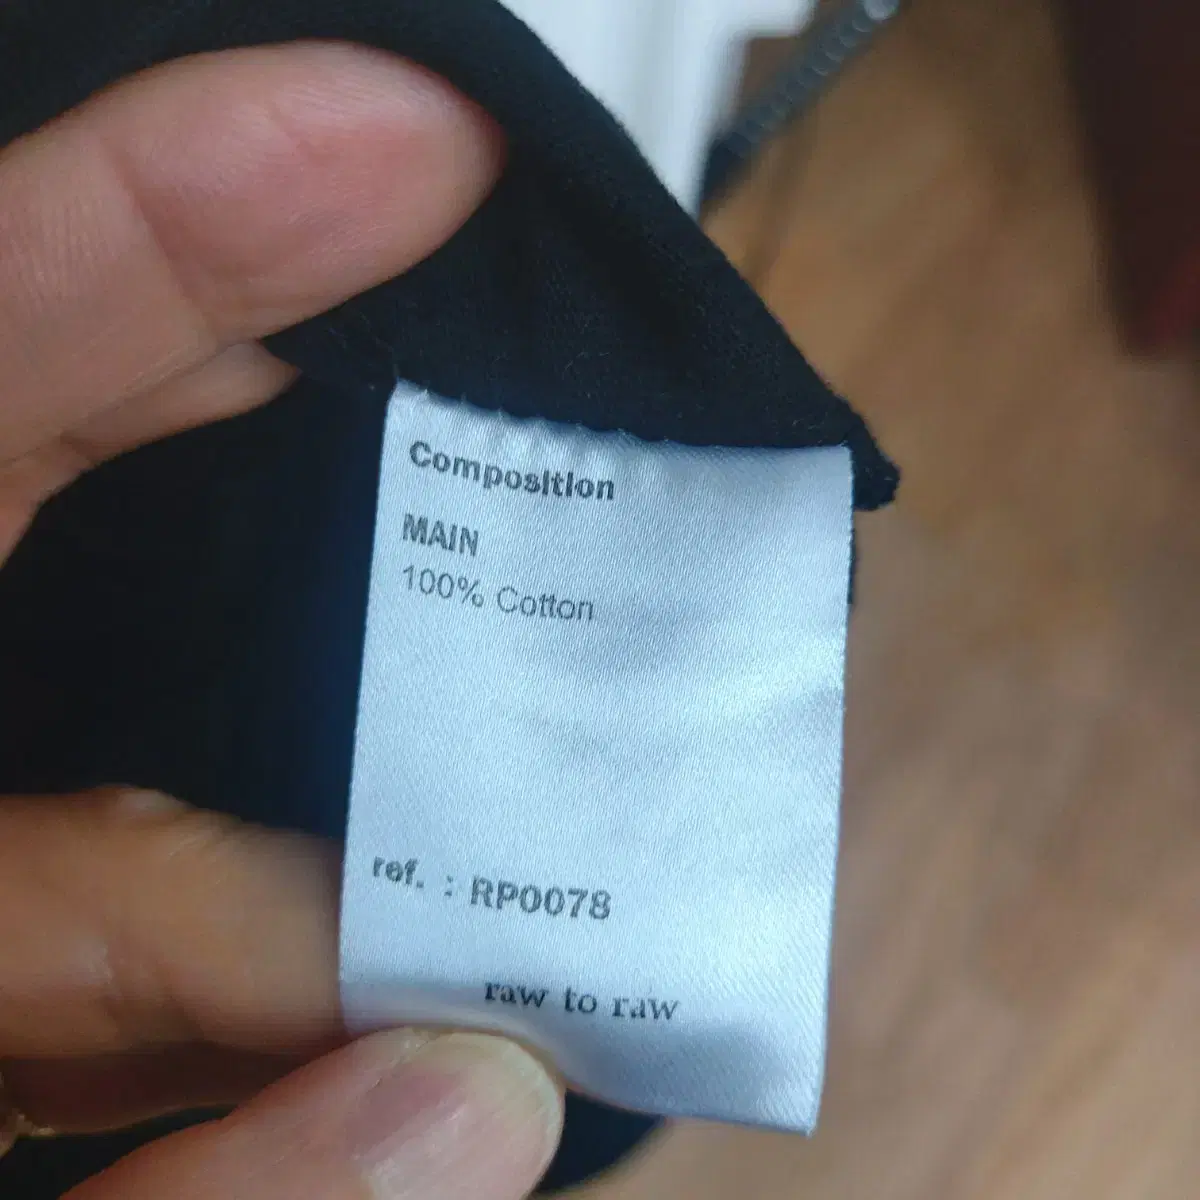 Composition
MAIN
100% Cotton
ref. : RP0078
raw to raw